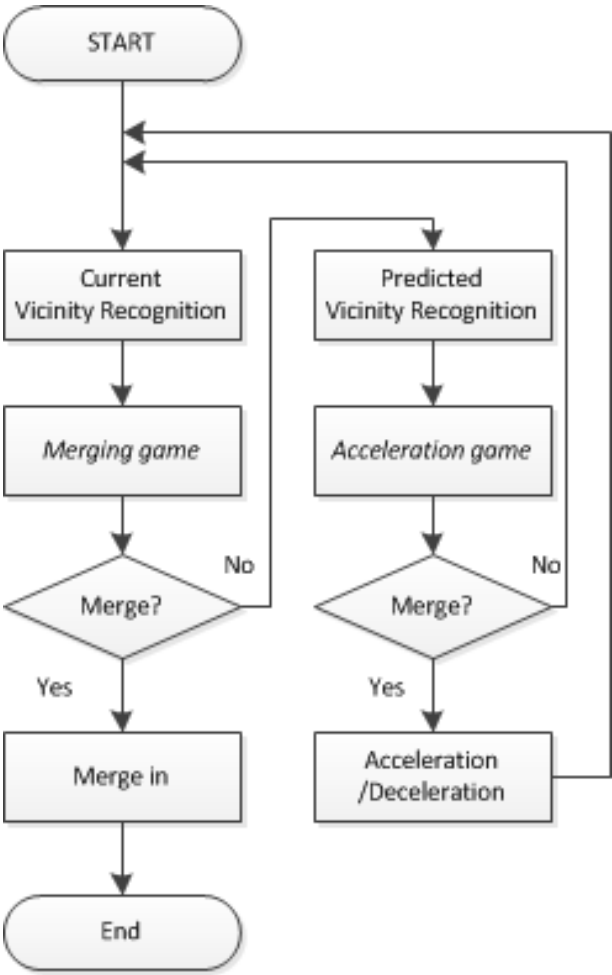 START
Current
Vicinity Recognition
Predicted
Vicinity Recognition
Merging game
Acceleration game
No
No
Merge?
Merge?
Yes
Yes
Merge in
Acceleration
/Deceleration
End